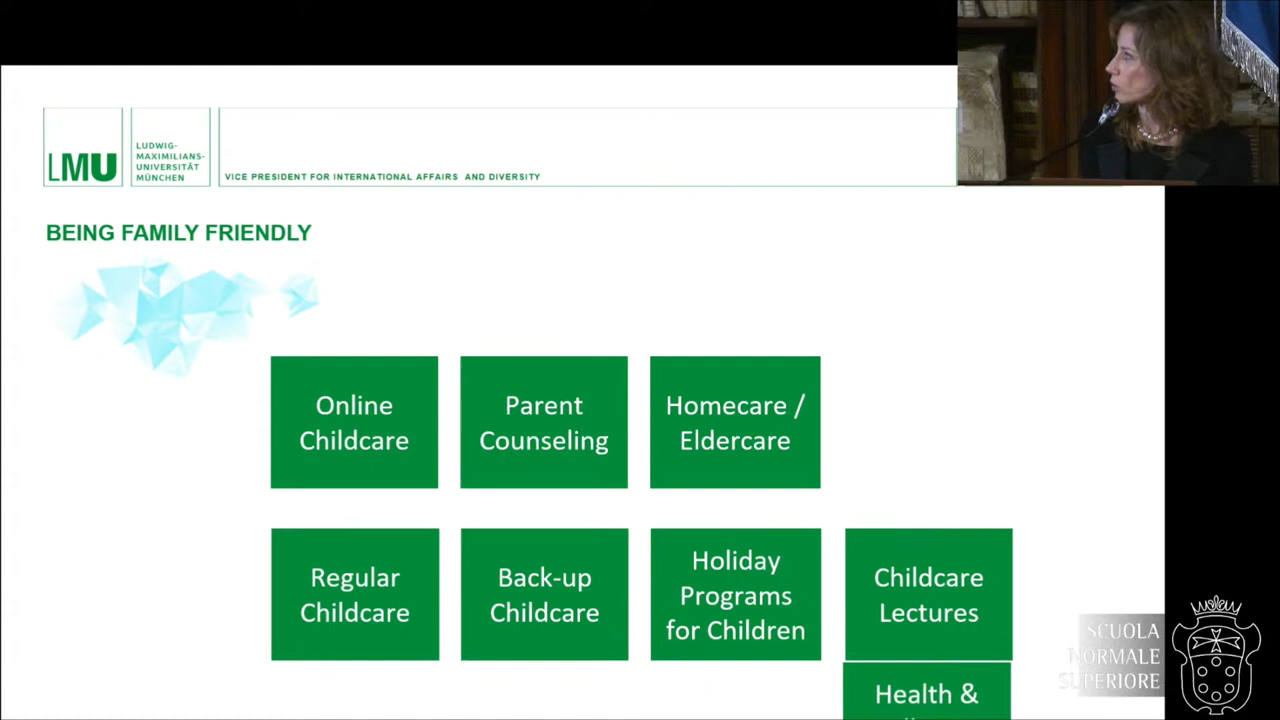 LMU
LUDWIG-
MAXIMILIANS-
UNIVERSITÄT
MÜNCHEN
VICE PRESIDENT FOR INTERNATIONAL AFFAIRS AND DIVERSITY
BEING FAMILY FRIENDLY
Online
Childcare
Parent
Counseling
Homecare /
Eldercare
Regular
Childcare
Back-up
Childcare
Holiday
Programs
for Children
Childcare
Lectures
Health &
SCUOLA
NORMALE
SUPERIORE